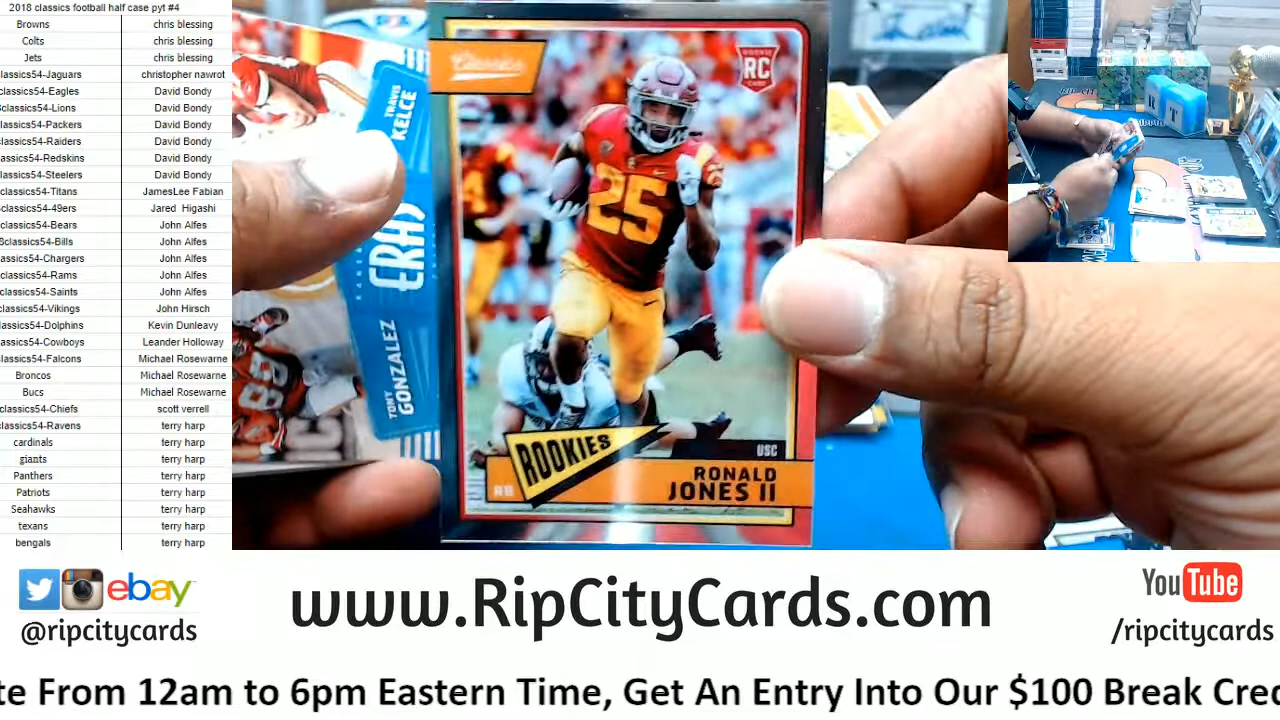 2018 classics football half case pyt #4
Browns chris blessing
Colts chris blessing
Jets chris blessing
classics54-Jaguars christopher nawrot
classics54-Eagles David Bondy
classics54-Lions David Bondy
classics54-Packers David Bondy
classics54-Raiders David Bondy
classics54-Redskins David Bondy
classics54-Steelers David Bondy
classics54-Titans JamesLee Fabian
classics54-49ers Jared Higashi
classics54-Bears John Alfes
classics54-Bills John Alfes
classics54-Chargers John Alfes
classics54-Rams John Alfes
classics54-Saints John Alfes
classics54-Vikings John Hirsch
classics54-Dolphins Kevin Dunleavy
classics54-Cowboys Leander Holloway
classics54-Falcons Michael Rosewarne
Broncos Michael Rosewarne
Bucs Michael Rosewarne
classics54-Chiefs scott verrell
classics54-Ravens terry harp
cardinals terry harp
giants terry harp
Panthers terry harp
Patriots terry harp
Seahawks terry harp
texans terry harp
bengals terry harp
TRAVIS KELCE
TONY GONZALEZ
Classics
ROOKIE
RC
CARD
25
ROOKIES
USC
RB
RONALD
JONES II
ebay
@ripcitycards
www.RipCityCards.com
YouTube
/ripcitycards
te From 12am to 6pm Eastern Time, Get An Entry Into Our $100 Break Cred